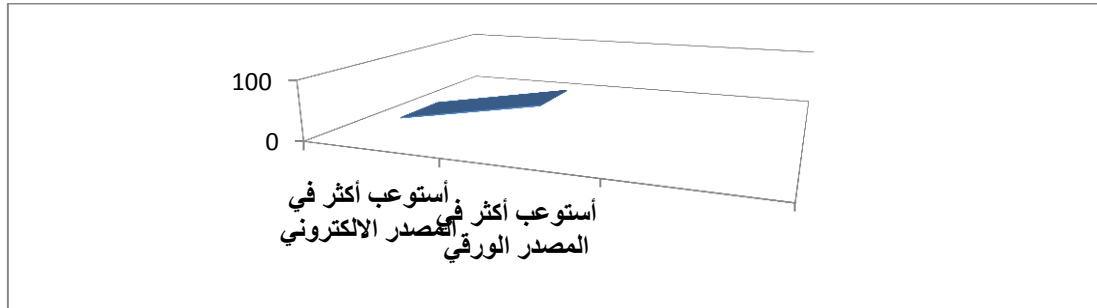 100
0
أستوعب أكثر في
المصدر الالكتروني
أستوعب أكثر في
المصدر الورقي